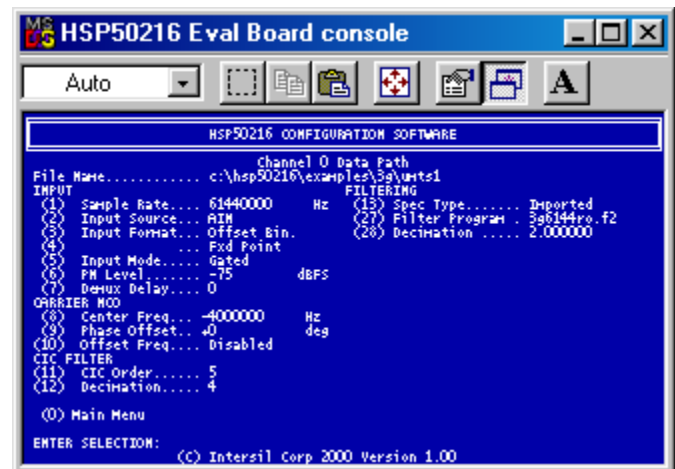 HSP50216 Eval Board console
Auto
A
HSP50216 CONFIGURATION SOFTWARE
Channel 0 Data Path
File Name............ c:\hsp50216\examples\3g\umts1
INPUT FILTERING
(1) Sample Rate.... 61440000 Hz (13) Spec Type....... Imported
(2) Input Source... AIN (27) Filter Program . 3g6144ro.f2
(3) Input Format... Offset Bin. (28) Decimation ..... 2.000000
(4) ... Fxd Point
(5) Input Mode..... Gated
(6) PN Level....... -75 dBFS
(7) Demux Delay.... 0
CARRIER NCO
(8) Center Freq... -4000000 Hz
(9) Phase Offset.. +0 deg
(10) Offset Freq.... Disabled
CIC FILTER
(11) CIC Order...... 5
(12) Decimation..... 4
(0) Main Menu
ENTER SELECTION:
(C) Intersil Corp 2000 Version 1.00